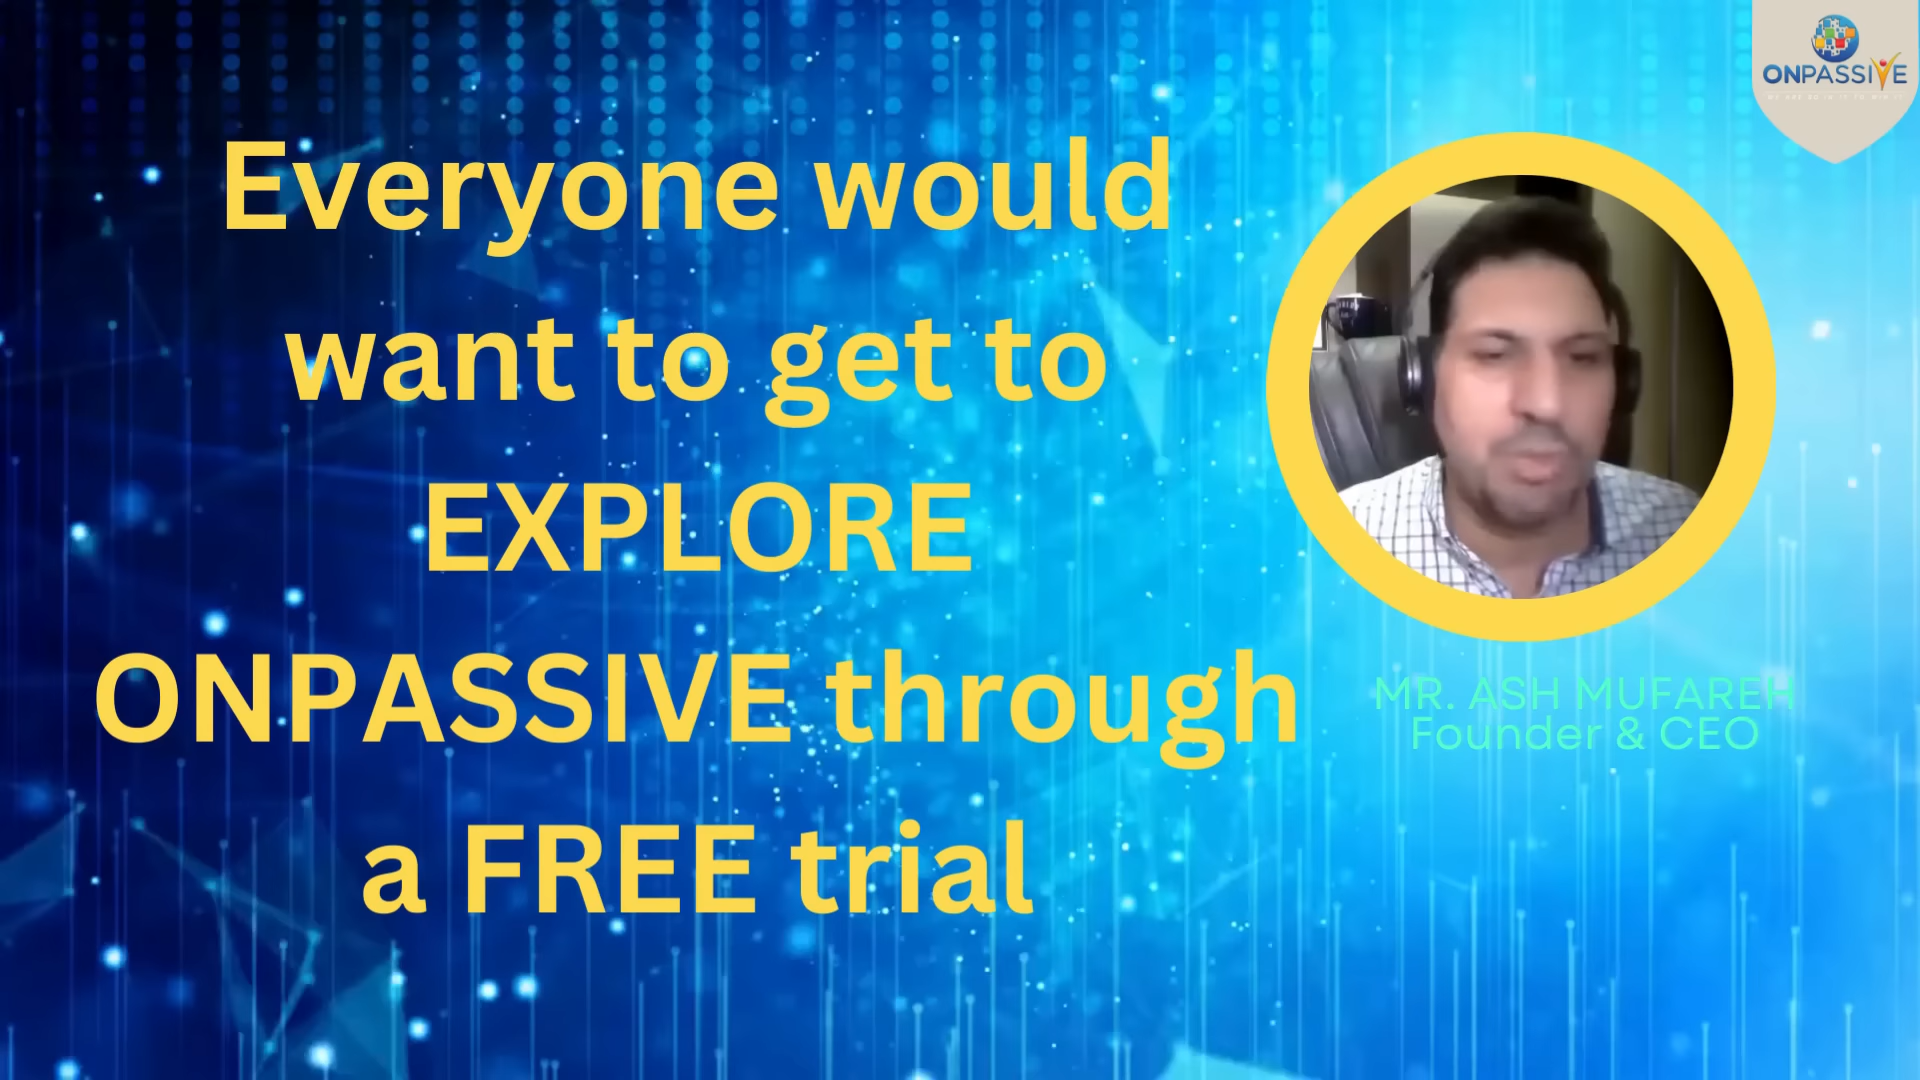 Everyone would
want to get to
EXPLORE
ONPASSIVE through
a FREE trial
ONPASSIVE
MR. ASH MUFAREH
Founder & CEO